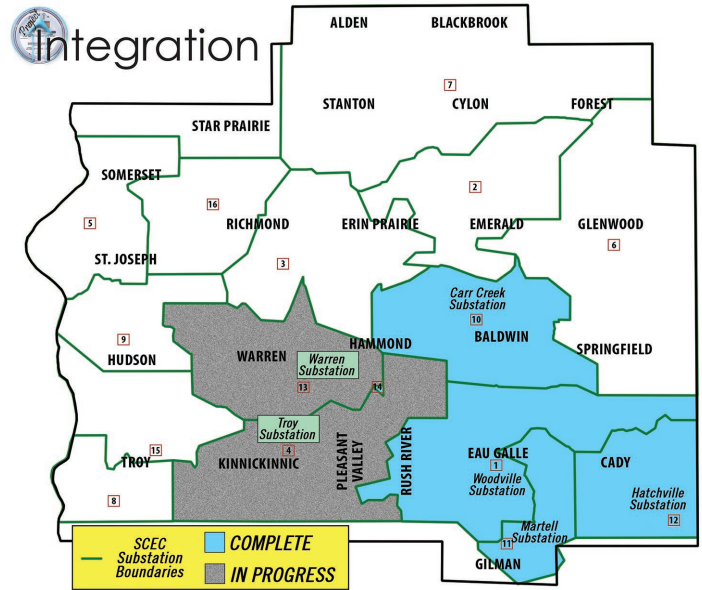 Project
Integration
ALDEN
BLACKBROOK
7
STANTON
CYLON
FOREST
STAR PRAIRIE
SOMERSET
2
16
5
RICHMOND
ERIN PRAIRIE
EMERALD
GLENWOOD
6
ST. JOSEPH
3
Carr Creek
Substation
10
9
HUDSON
BALDWIN
HAMMOND
SPRINGFIELD
WARREN
Warren
Substation
13
14
Troy
Substation
4
15
TROY
KINNICKINNIC
PLEASANT
VALLEY
RUSH RIVER
EAU GALLE
1
Woodville
Substation
CADY
Hatchville
Substation
12
8
Martell
Substation
11
GILMAN
SCEC
Substation
Boundaries
COMPLETE
IN PROGRESS